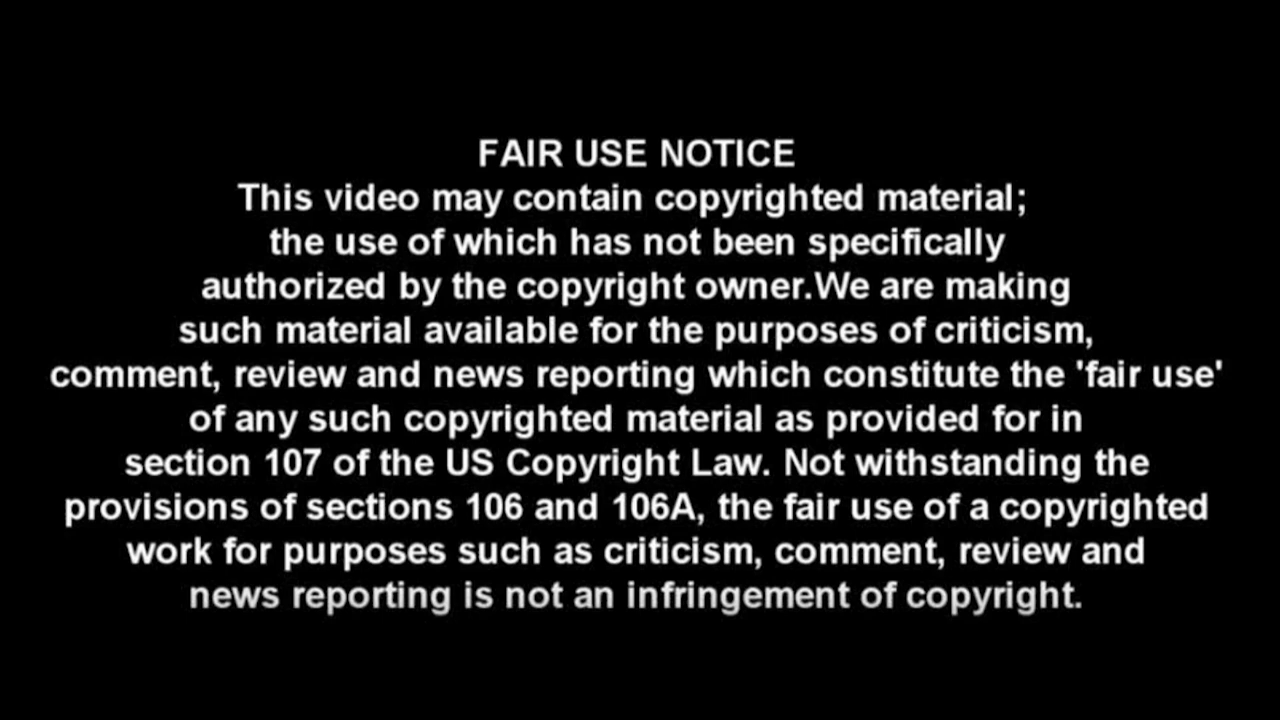 FAIR USE NOTICE
This video may contain copyrighted material;
the use of which has not been specifically
authorized by the copyright owner.We are making
such material available for the purposes of criticism,
comment, review and news reporting which constitute the 'fair use'
of any such copyrighted material as provided for in
section 107 of the US Copyright Law. Not withstanding the
provisions of sections 106 and 106A, the fair use of a copyrighted
work for purposes such as criticism, comment, review and
news reporting is not an infringement of copyright.